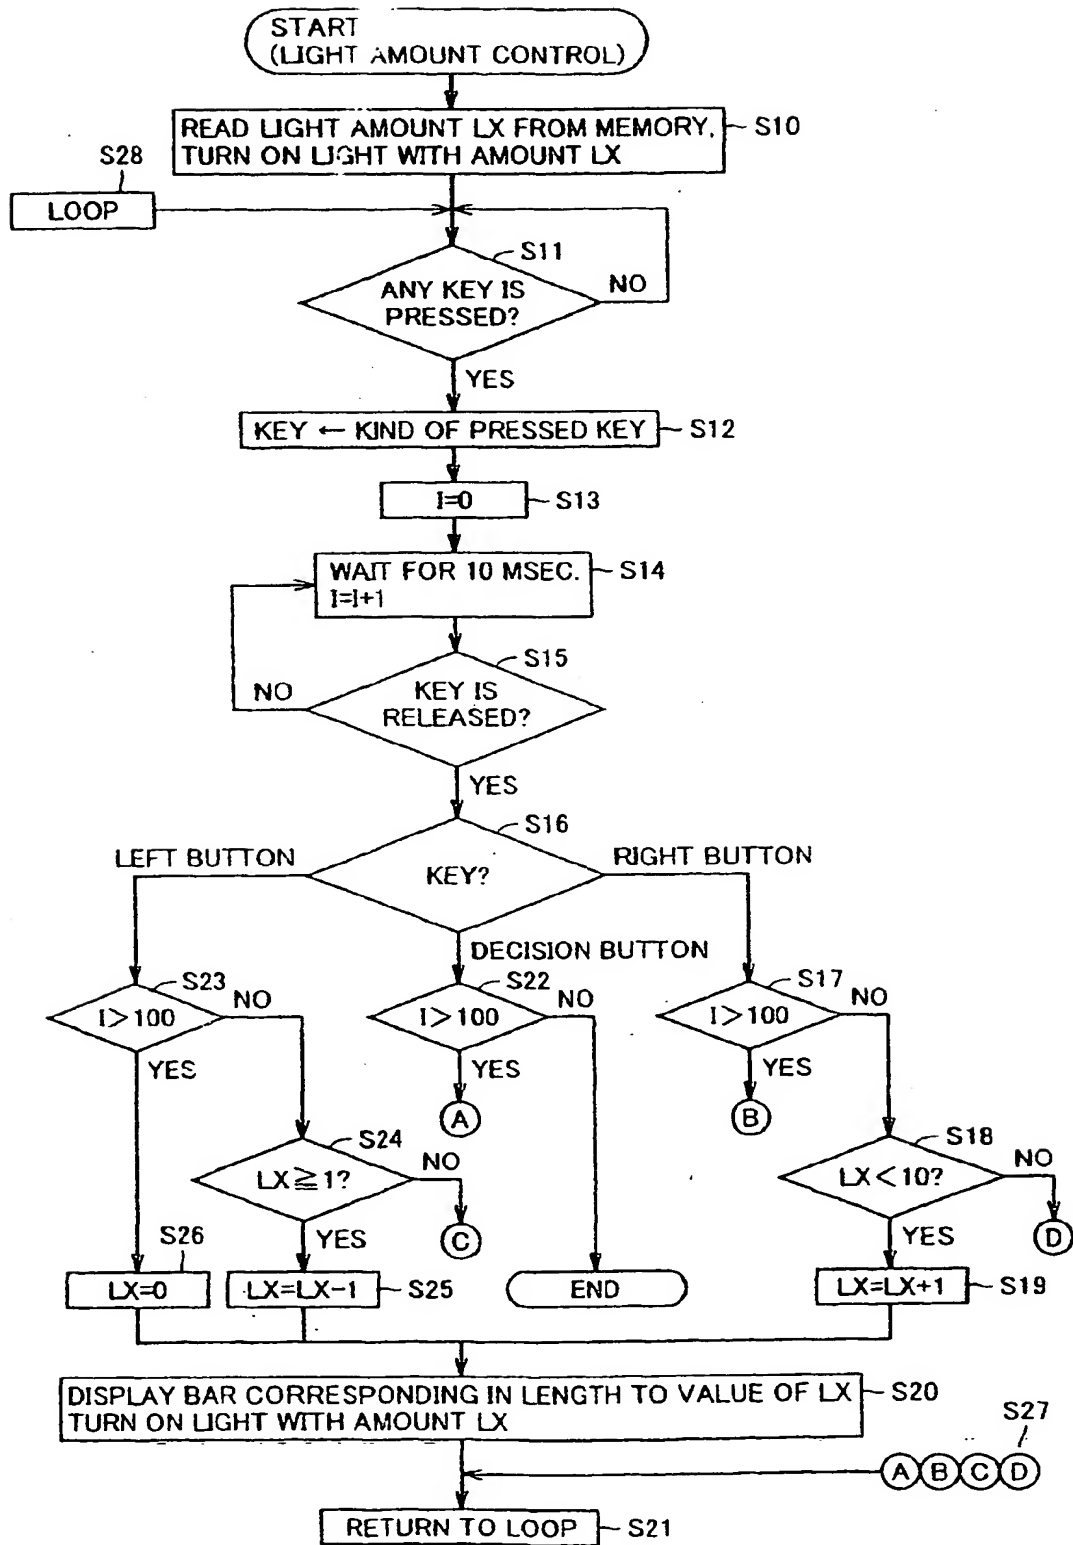 START
(LIGHT AMOUNT CONTROL)
READ LIGHT AMOUNT LX FROM MEMORY,
TURN ON LIGHT WITH AMOUNT LX
S10
S28
LOOP
S11
ANY KEY IS
PRESSED?
NO
YES
KEY ← KIND OF PRESSED KEY
S12
I=0
S13
WAIT FOR 10 MSEC.
I=I+1
S14
S15
KEY IS
RELEASED?
NO
YES
S16
KEY?
LEFT BUTTON
RIGHT BUTTON
DECISION BUTTON
S23
I>100
NO
YES
S22
I>100
NO
YES
S17
I>100
NO
YES
A
B
S24
LX≧1?
NO
YES
C
S18
LX<10?
NO
YES
D
S26
LX=0
LX=LX-1
S25
END
LX=LX+1
S19
DISPLAY BAR CORRESPONDING IN LENGTH TO VALUE OF LX
TURN ON LIGHT WITH AMOUNT LX
S20
S27
A B C D
RETURN TO LOOP
S21